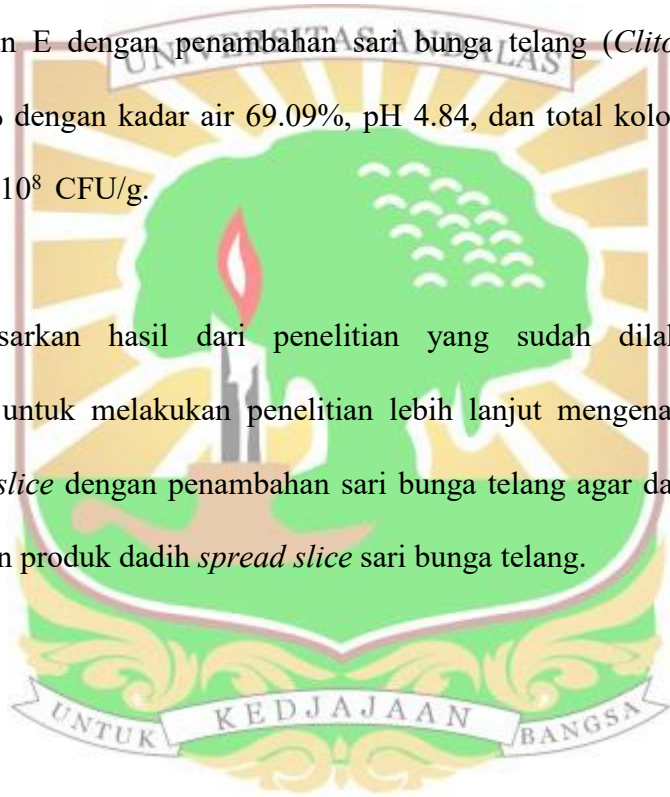 n E dengan penambahan sari bunga telang (Clito
UNIVERSITAS ANDALAS
dengan kadar air 69.09%, pH 4.84, dan total kolo
10⁸ CFU/g.
sarkan hasil dari penelitian yang sudah dila
untuk melakukan penelitian lebih lanjut mengena
slice dengan penambahan sari bunga telang agar da
n produk dadih spread slice sari bunga telang.
UNTUK KEDJAJAAN BANGSA